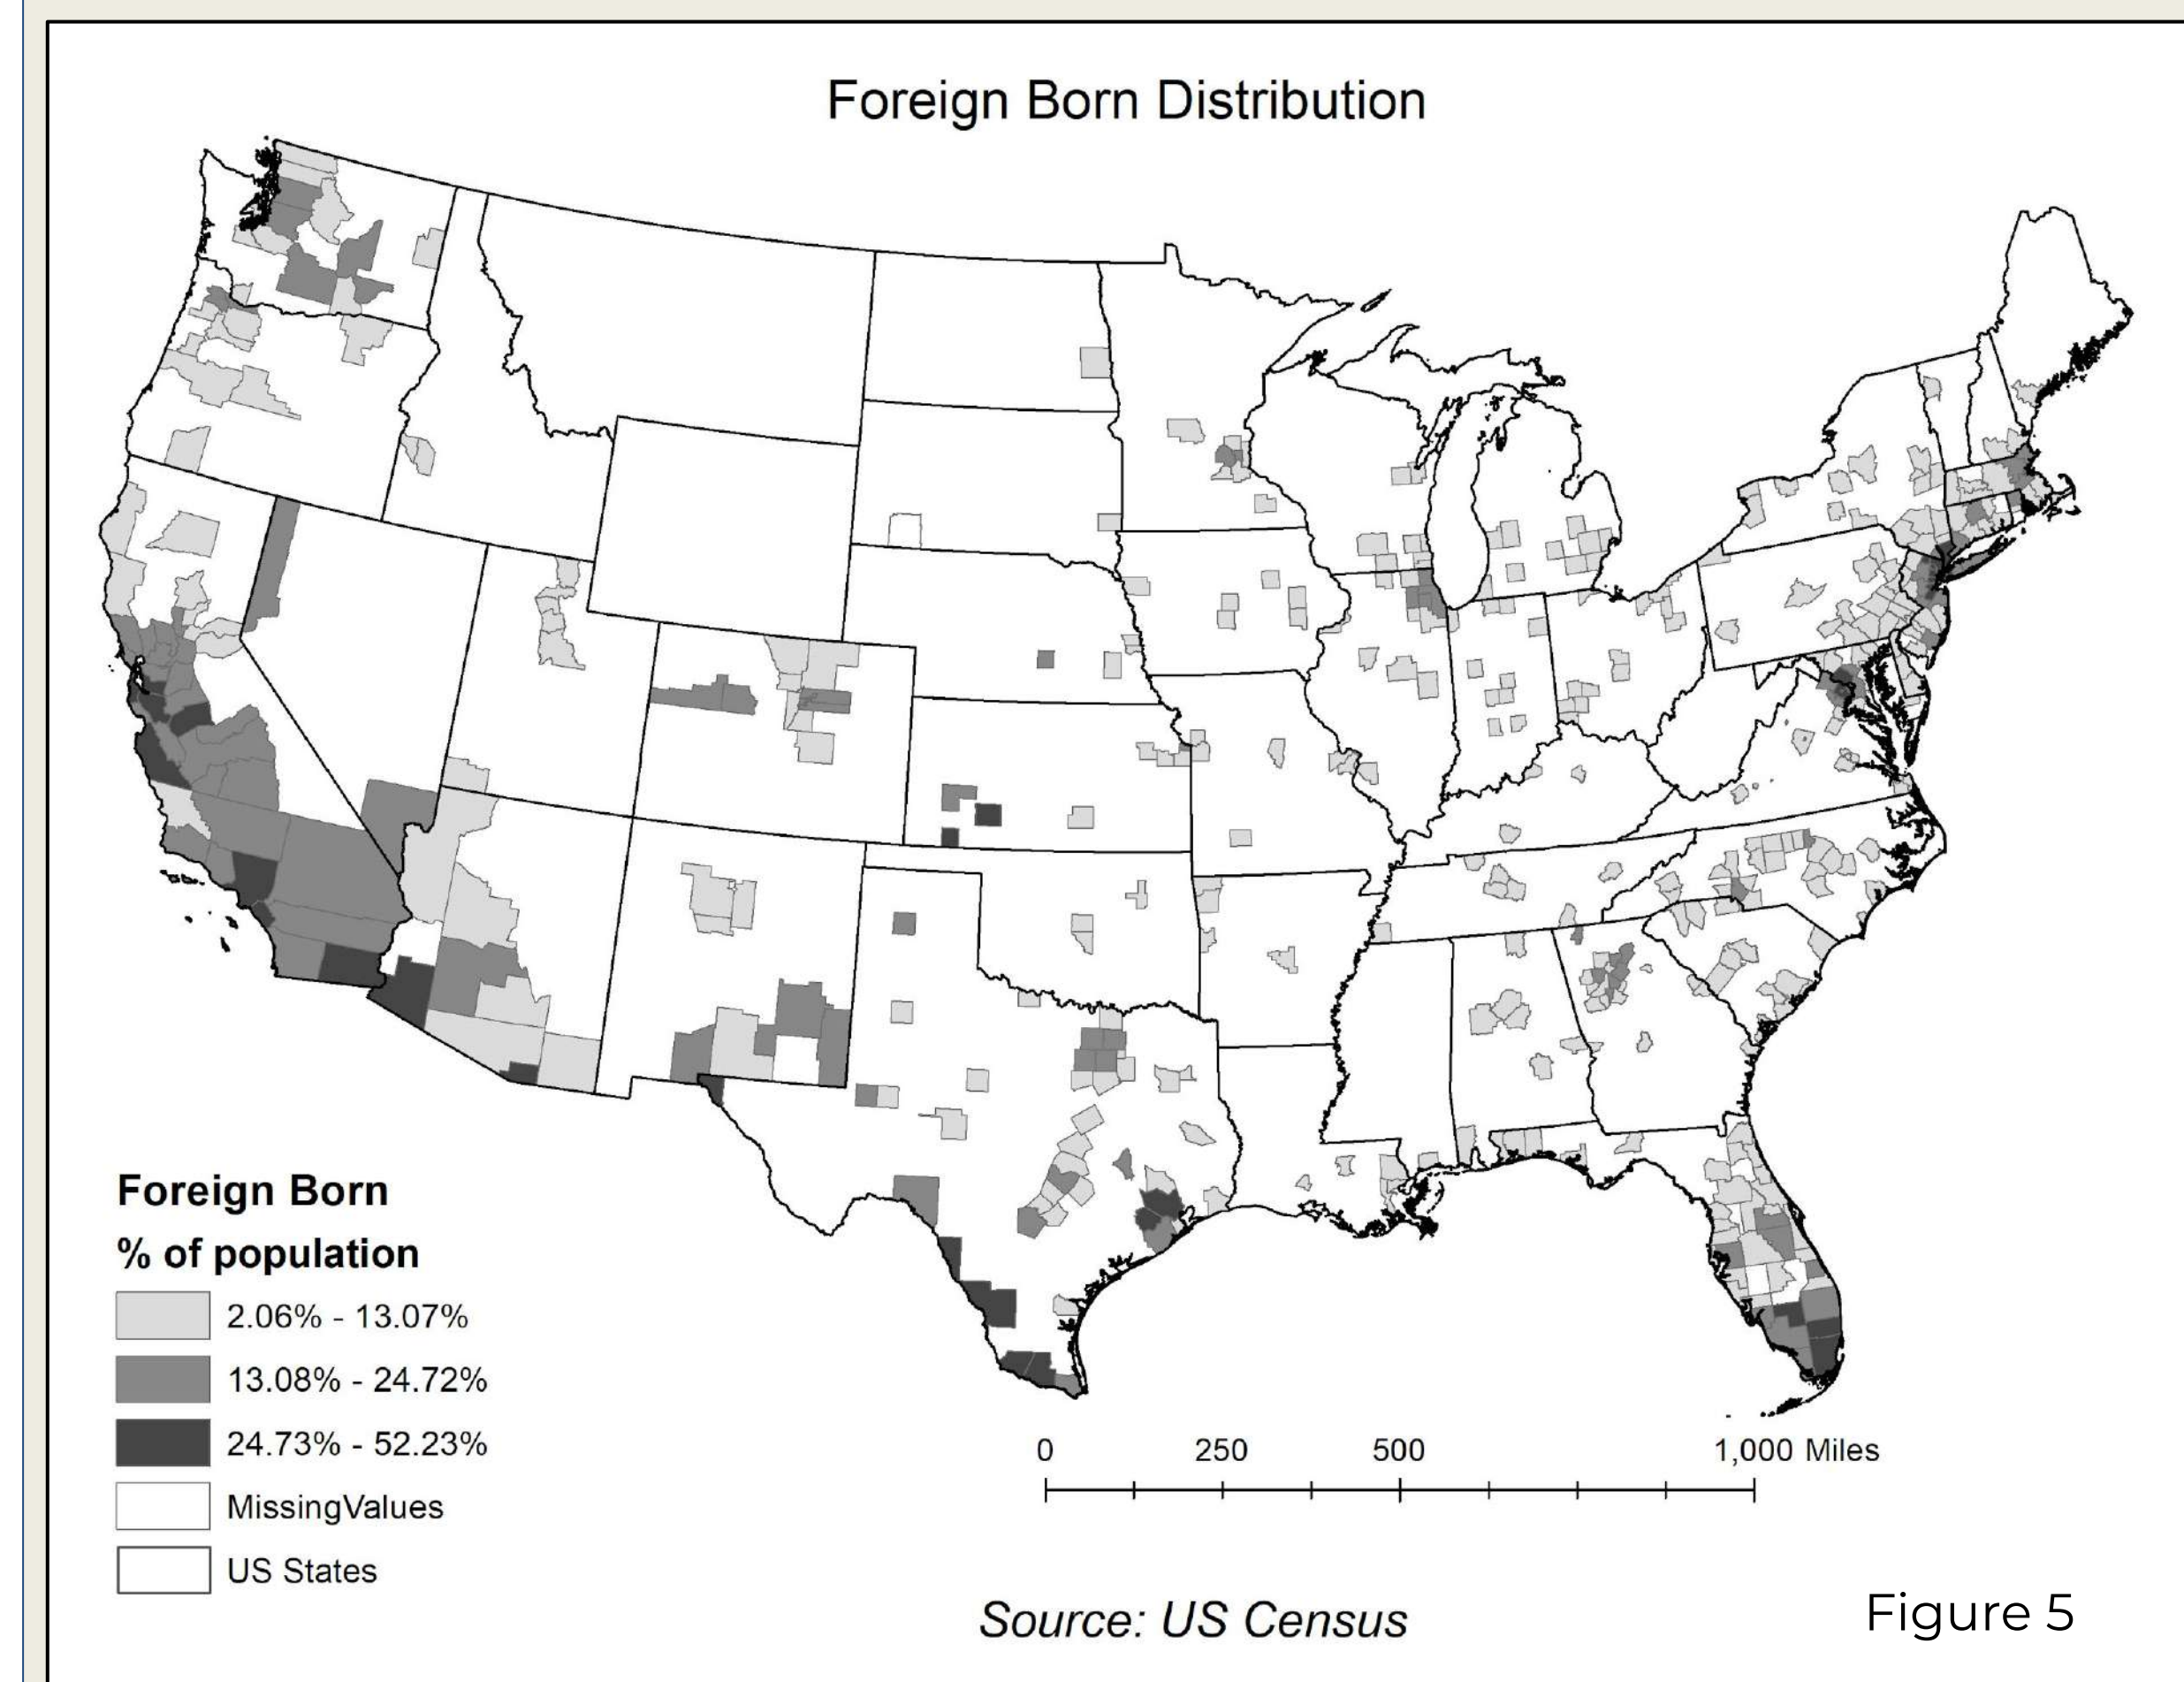 Foreign Born Distribution
Foreign Born
% of population
2.06% - 13.07%
13.08% - 24.72%
24.73% - 52.23%
MissingValues
US States
0 250 500 1,000 Miles
Source: US Census
Figure 5